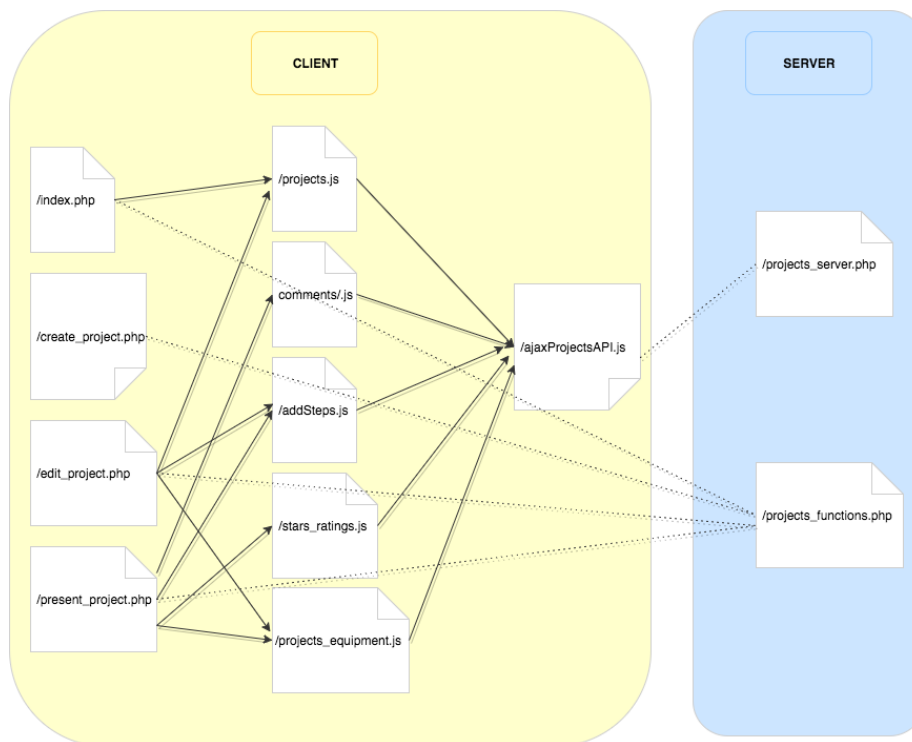 CLIENT
SERVER
/index.php
/create_project.php
/edit_project.php
/present_project.php
/projects.js
comments/.js
/addSteps.js
/stars_ratings.js
/projects_equipment.js
/ajaxProjectsAPI.js
/projects_server.php
/projects_functions.php